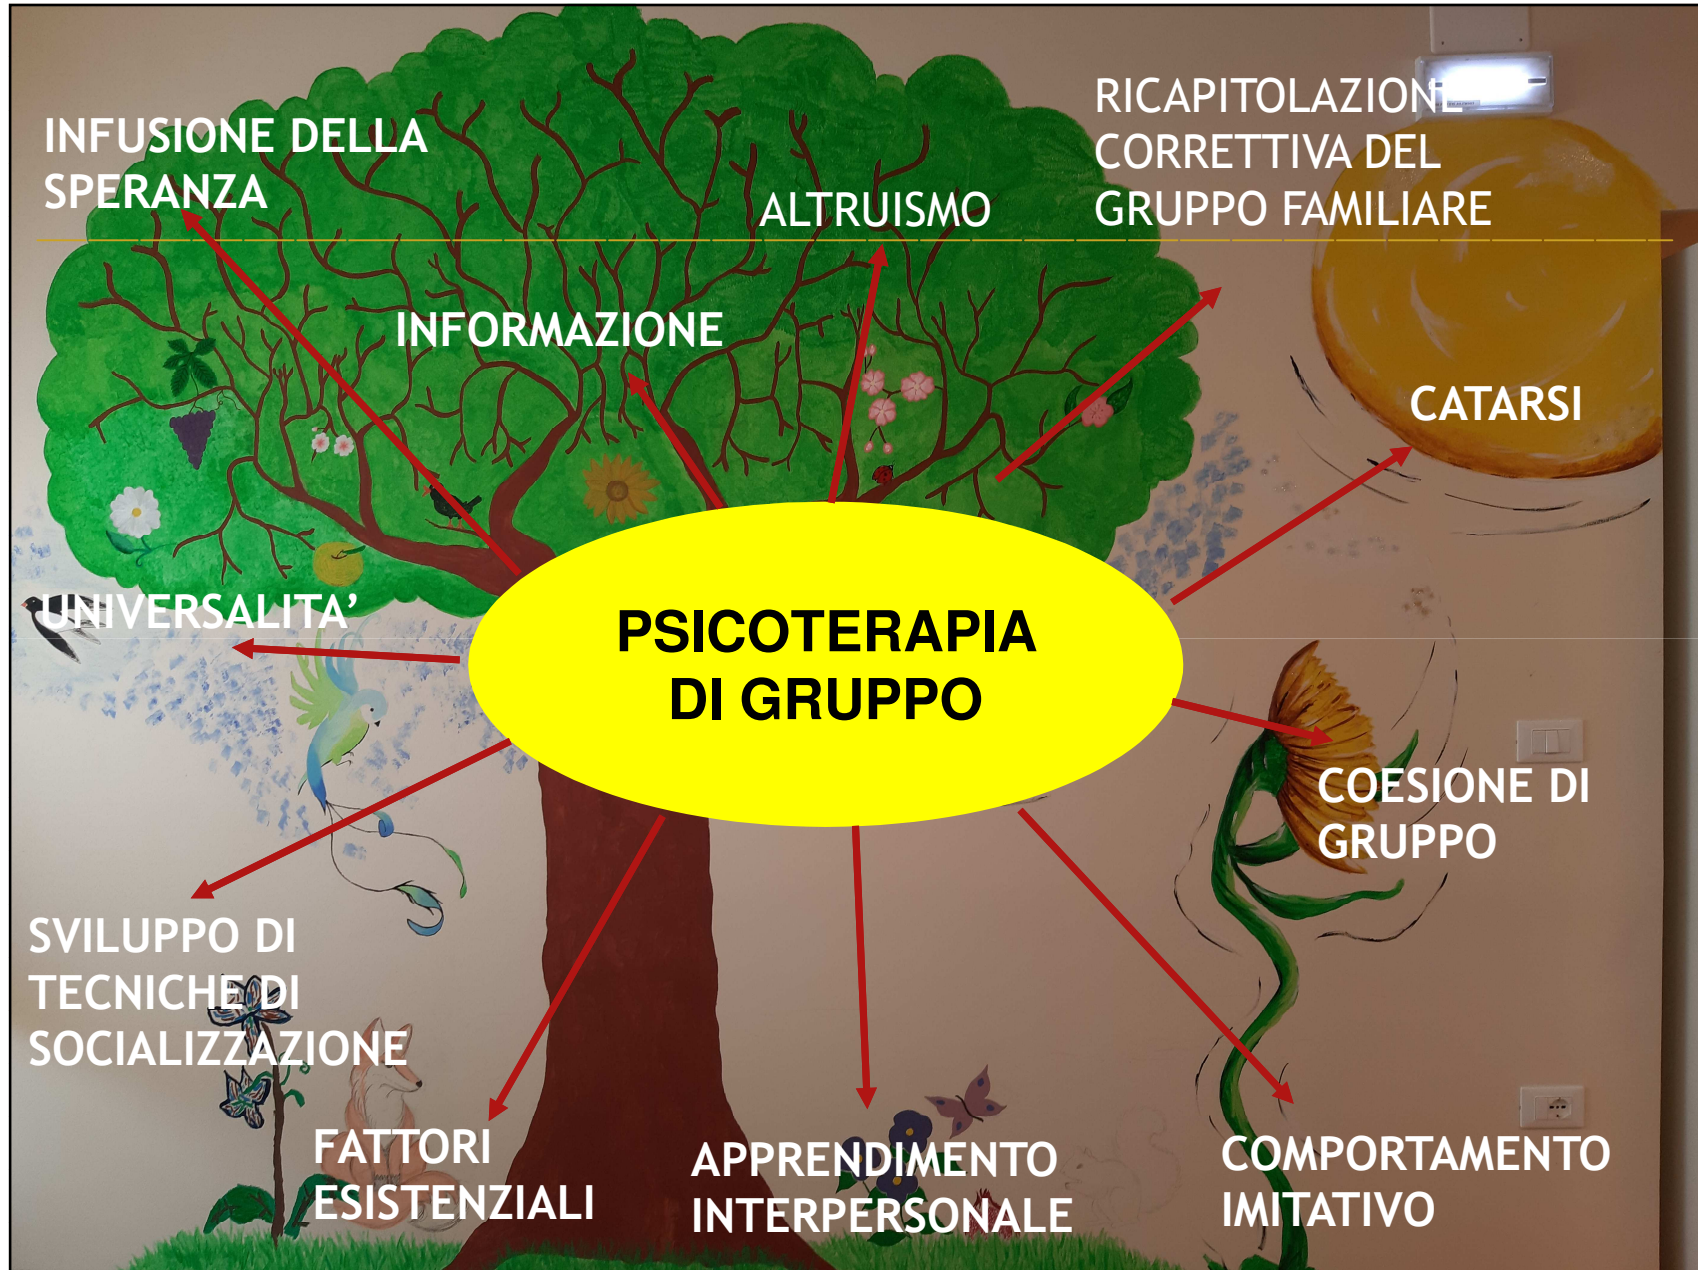 INFUSIONE DELLA
SPERANZA
RICAPITOLAZIONE
CORRETTIVA DEL
GRUPPO FAMILIARE
ALTRUISMO
INFORMAZIONE
CATARSI
UNIVERSALITA’
PSICOTERAPIA
DI GRUPPO
COESIONE DI
GRUPPO
SVILUPPO DI
TECNICHE DI
SOCIALIZZAZIONE
FATTORI
ESISTENZIALI
APPRENDIMENTO
INTERPERSONALE
COMPORTAMENTO
IMITATIVO